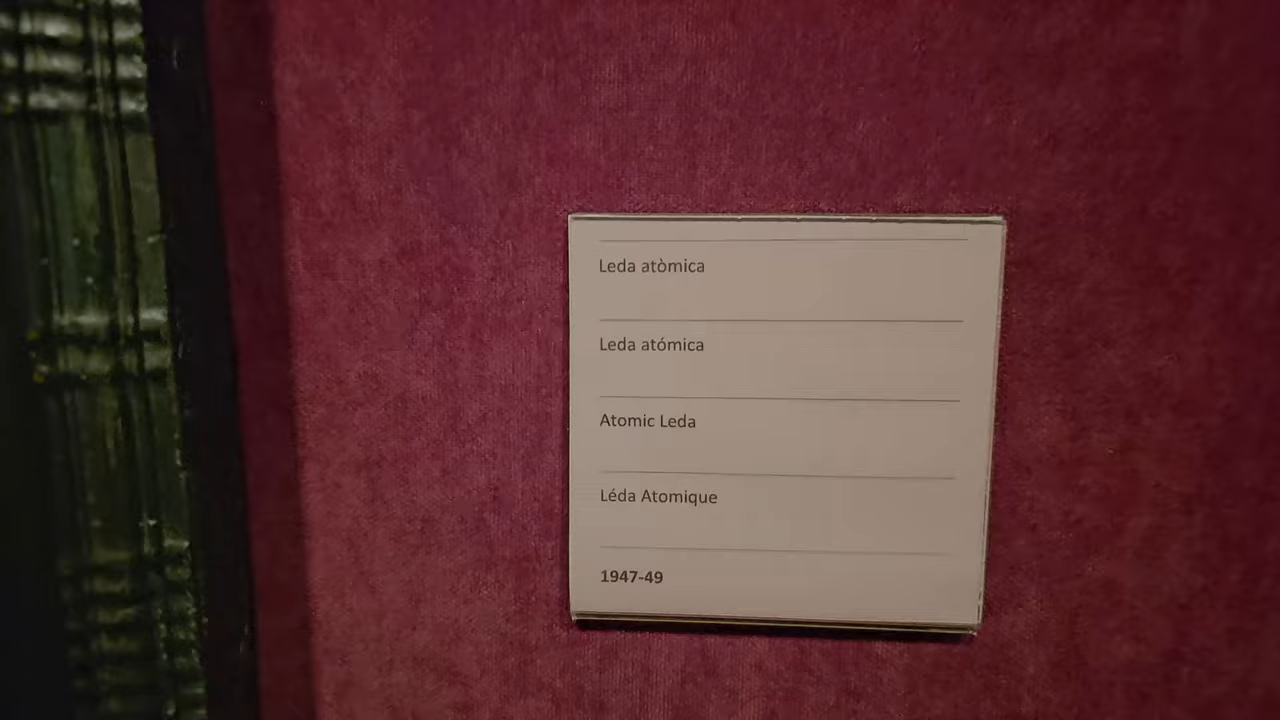 Leda atòmica
Leda atómica
Atomic Leda
Léda Atomique
1947-49